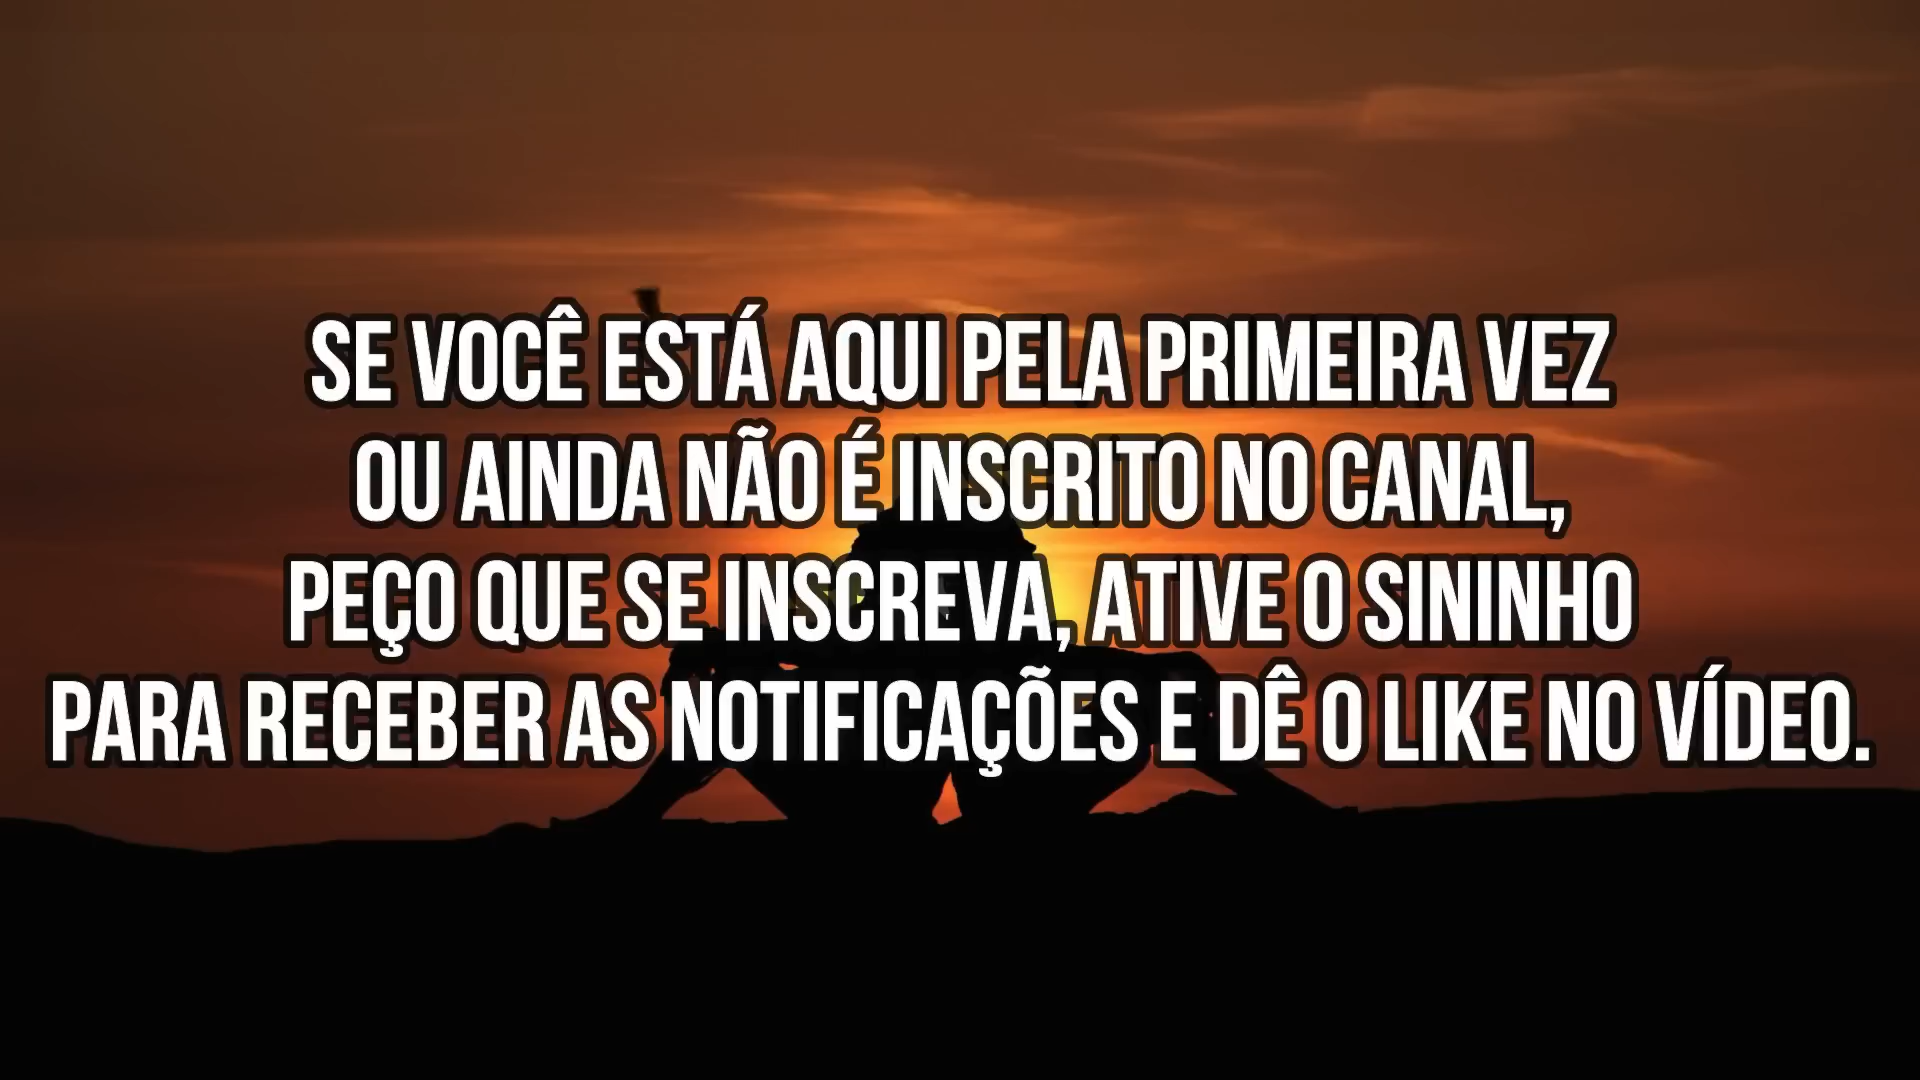 SE VOCÊ ESTÁ AQUI PELA PRIMEIRA VEZ
OU AINDA NÃO É INSCRITO NO CANAL,
PEÇO QUE SE INSCREVA, ATIVE O SININHO
PARA RECEBER AS NOTIFICAÇÕES E DÊ O LIKE NO VÍDEO.